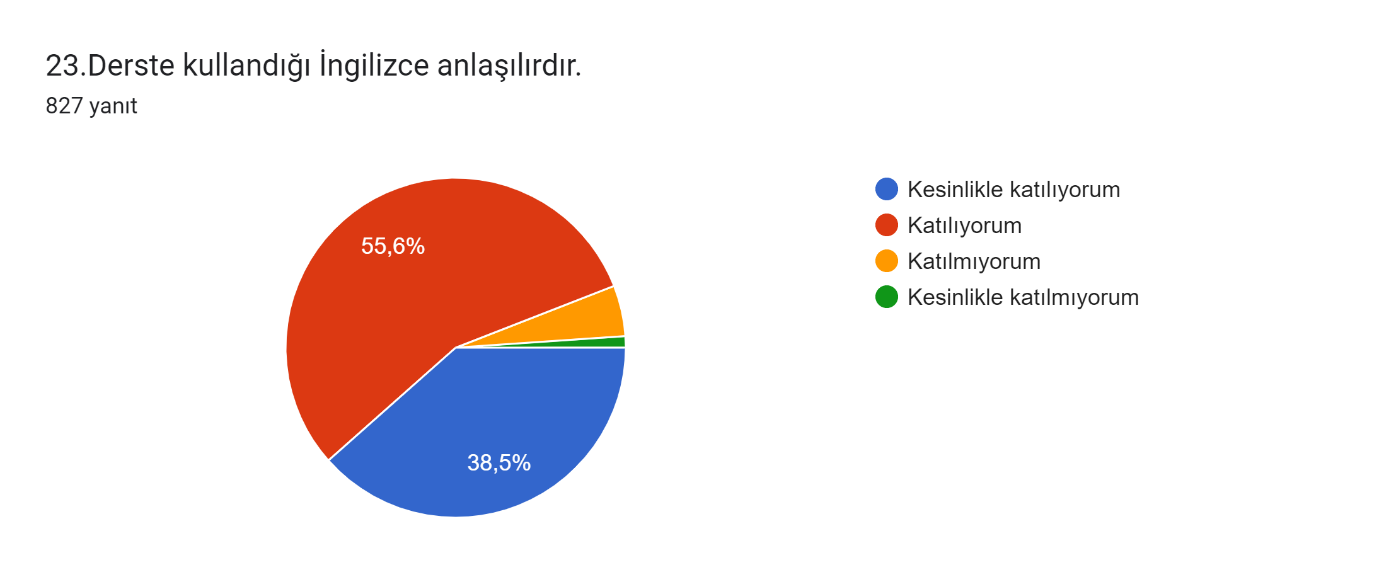 23.Derste kullandığı İngilizce anlaşılırdır.
827 yanıt
55,6%
38,5%
Kesinlikle katılıyorum
Katılıyorum
Katılmıyorum
Kesinlikle katılmıyorum